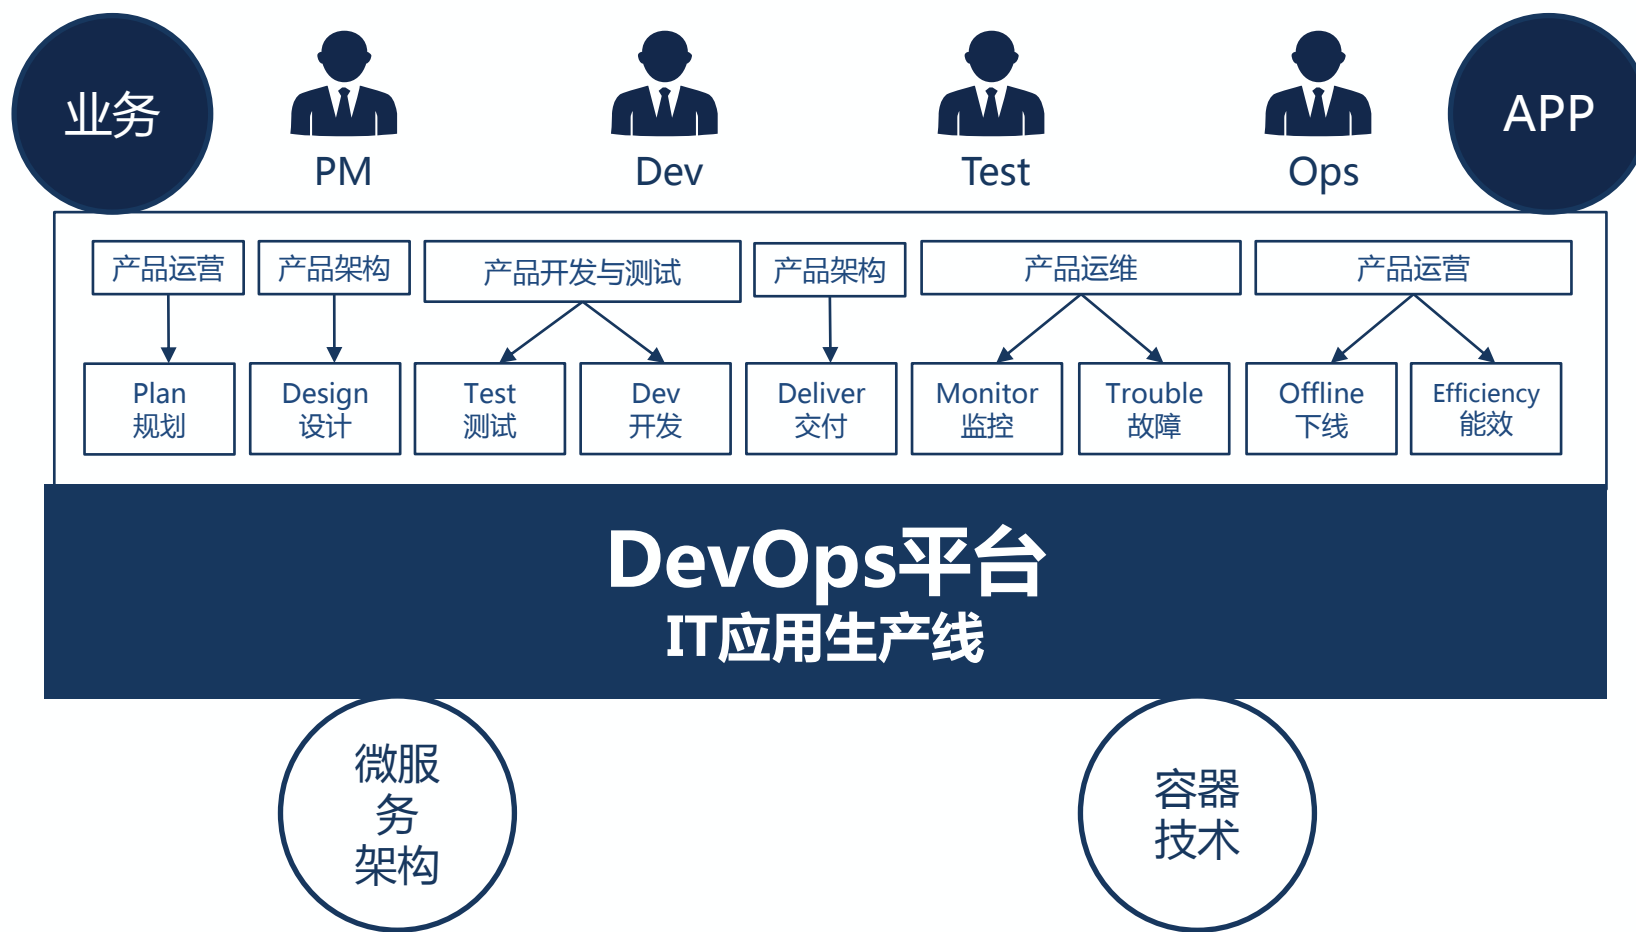 业务
PM
Dev
Test
Ops
APP
产品运营
产品架构
产品开发与测试
产品架构
产品运维
产品运营
Plan
规划
Design
设计
Test
测试
Dev
开发
Deliver
交付
Monitor
监控
Trouble
故障
Offline
下线
Efficiency
能效
DevOps平台
IT应用生产线
微服
务
架构
容器
技术